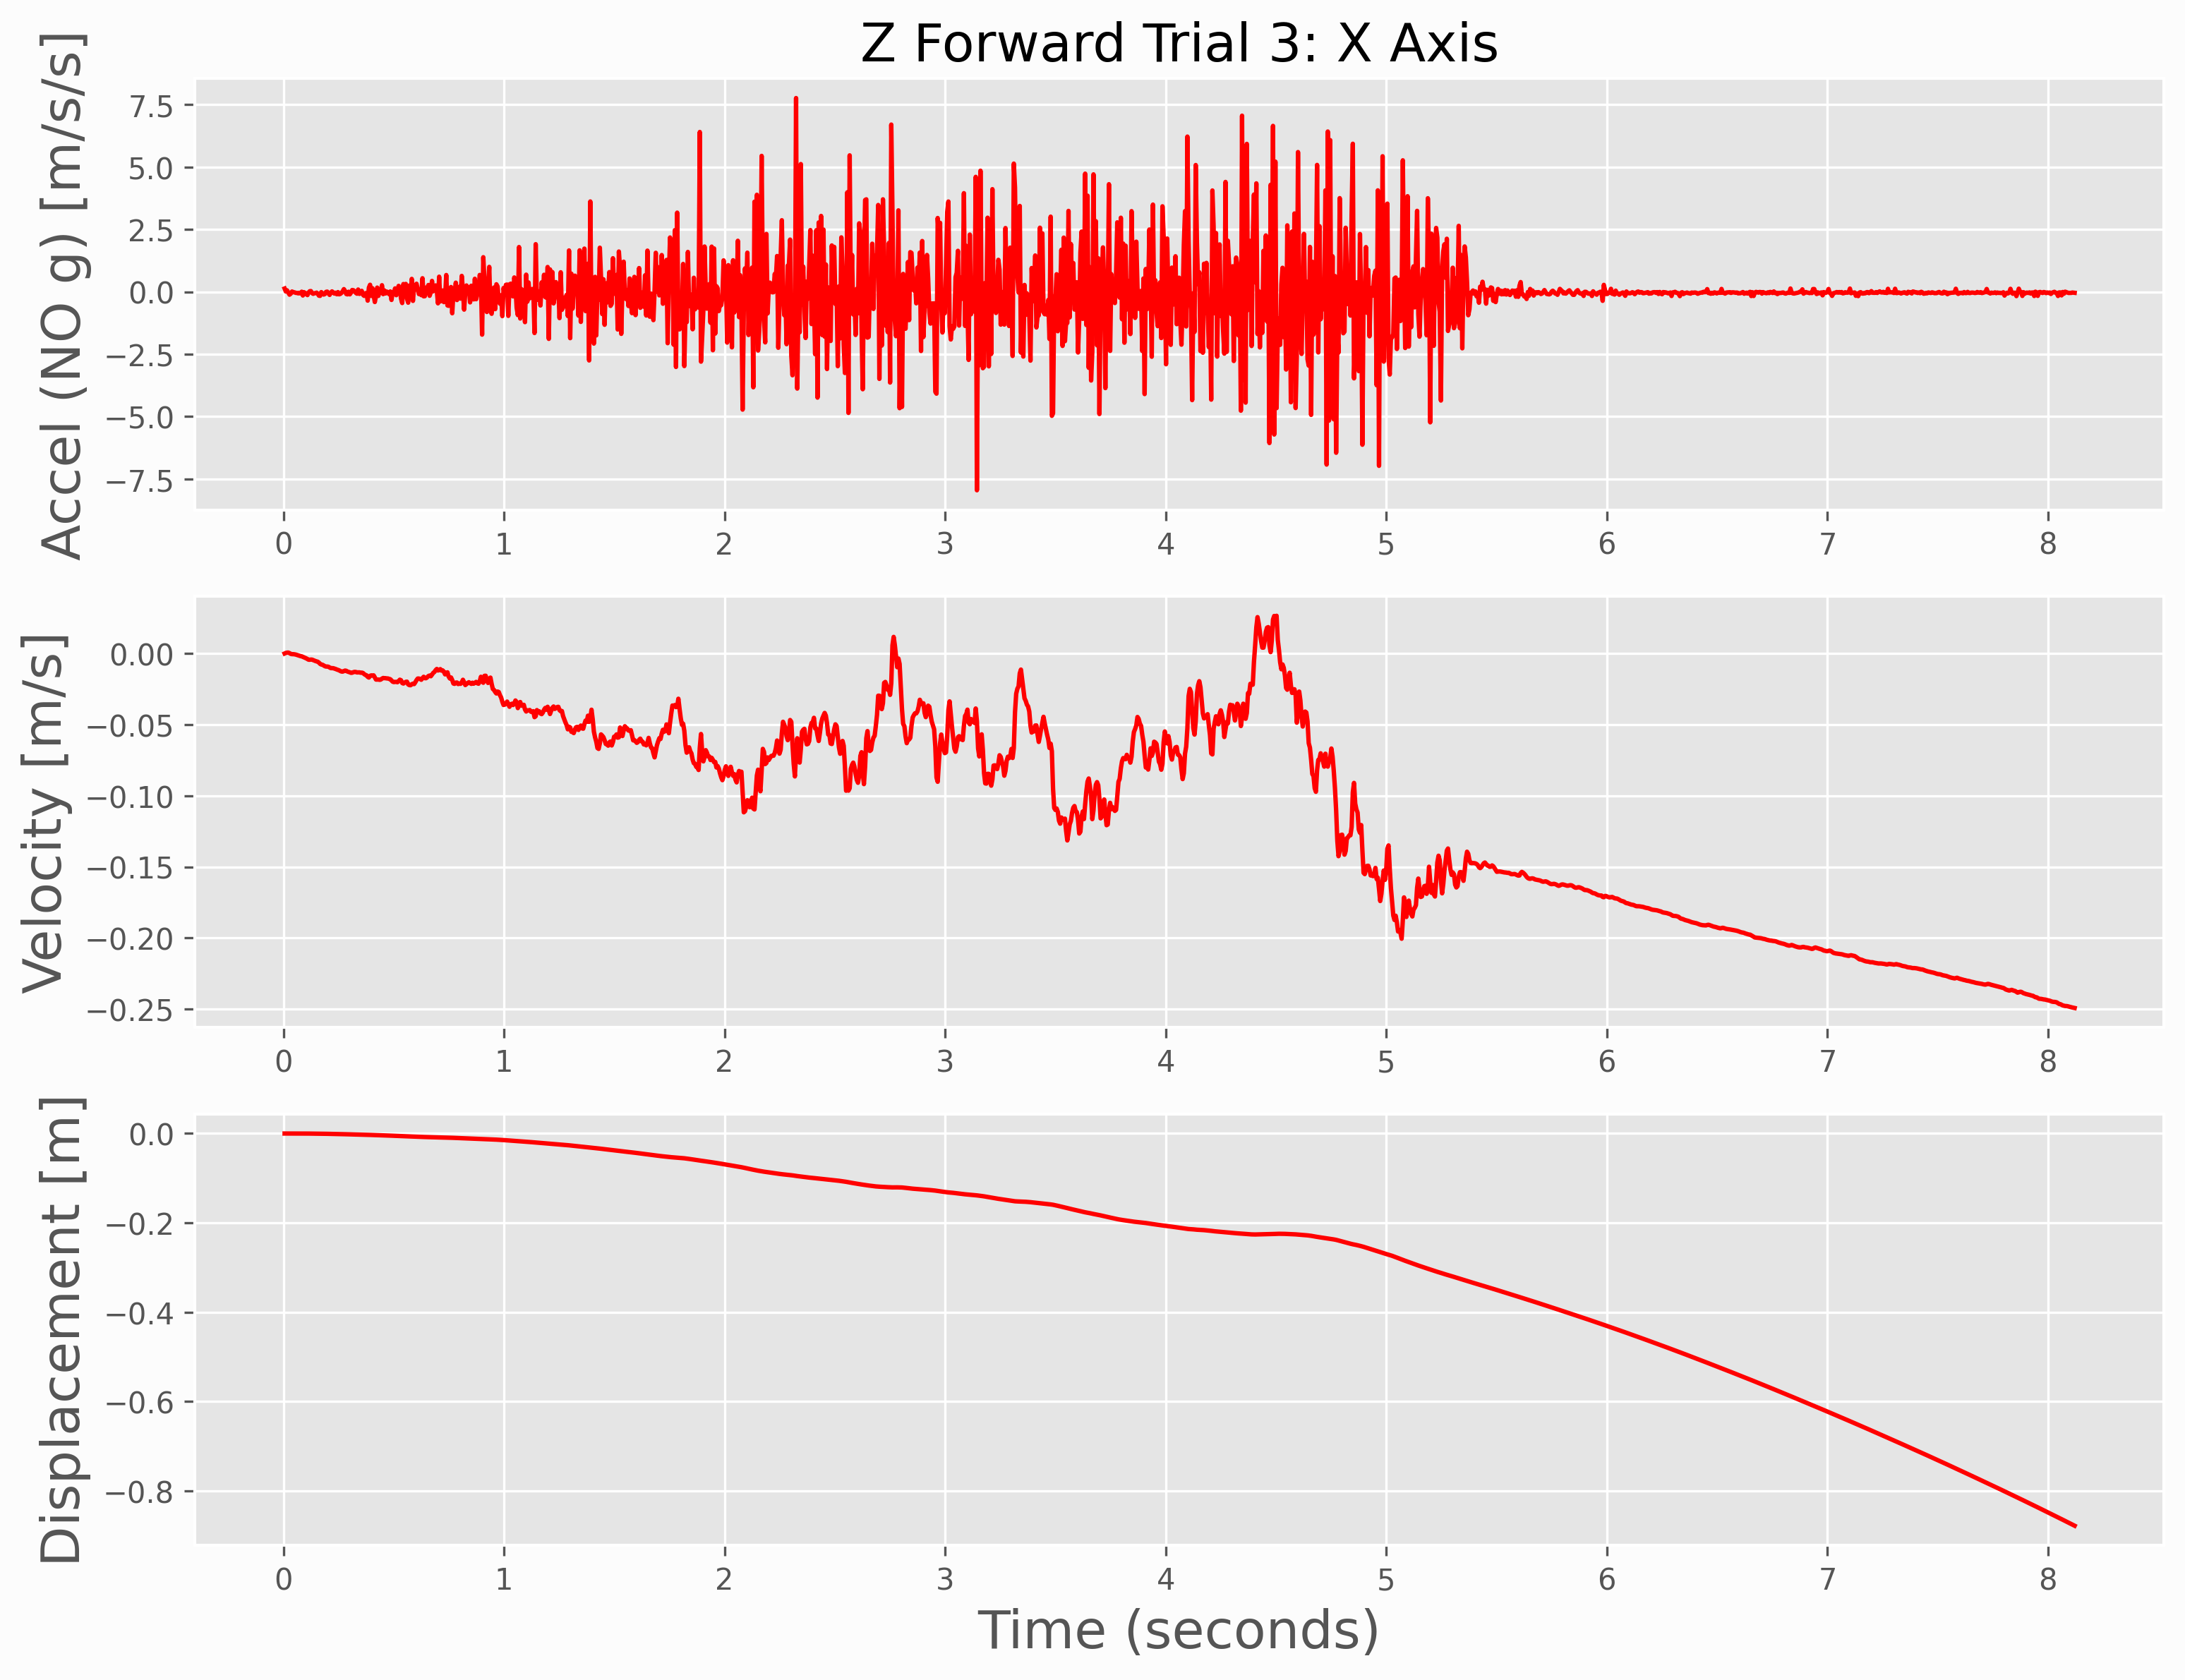 Z Forward Trial 3: X Axis
Accel (NO g) [m/s/s]
7.5
5.0
2.5
0.0
−2.5
−5.0
−7.5
0 1 2 3 4 5 6 7 8
Velocity [m/s]
0.00
−0.05
−0.10
−0.15
−0.20
−0.25
0 1 2 3 4 5 6 7 8
Displacement [m]
0.0
−0.2
−0.4
−0.6
−0.8
0 1 2 3 4 5 6 7 8
Time (seconds)